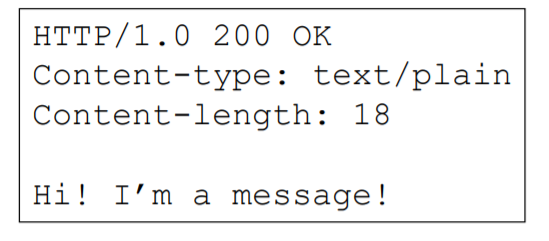 HTTP/1.0 200 OK
Content-type: text/plain
Content-length: 18

Hi! I’m a message!